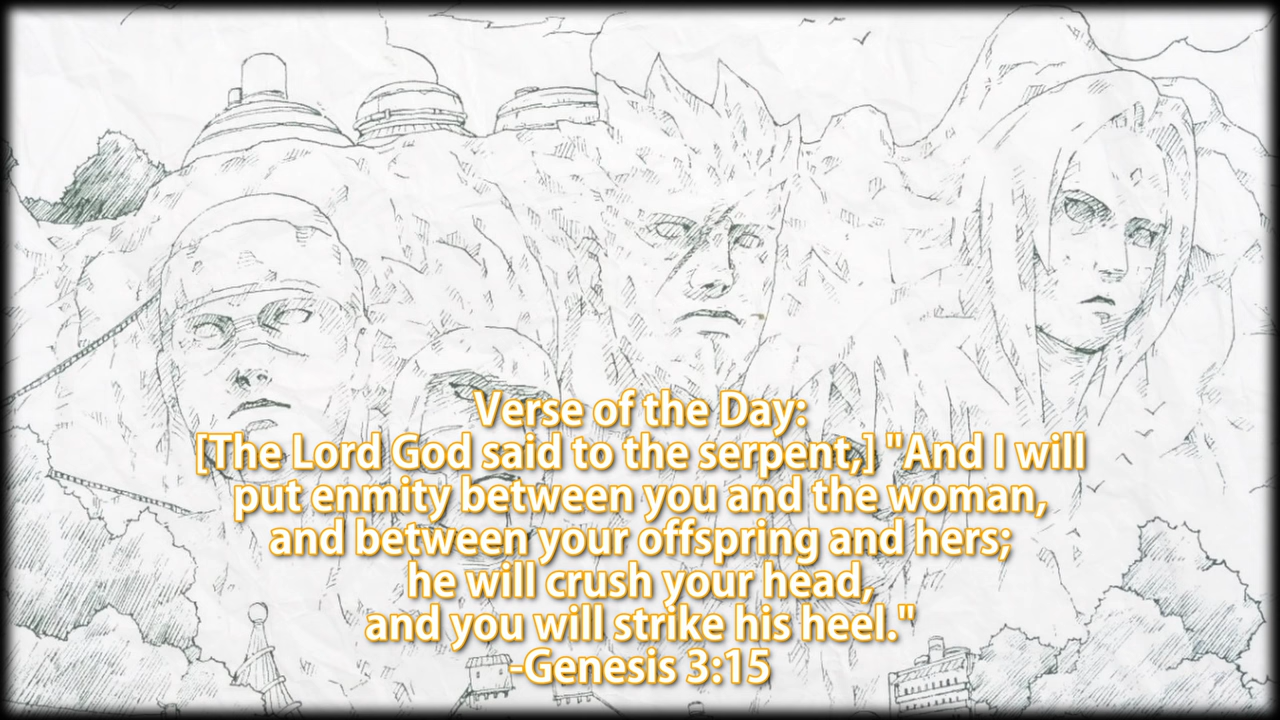 Verse of the Day:
[The Lord God said to the serpent,] "And I will
put enmity between you and the woman,
and between your offspring and hers;
he will crush your head,
and you will strike his heel."
-Genesis 3:15